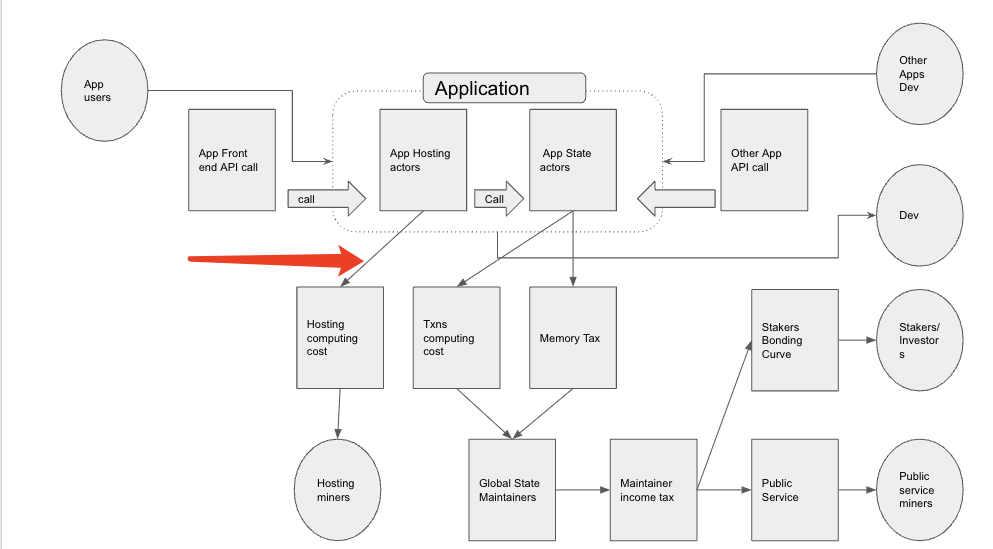 App
users
Application
Other
Apps
Dev
App Front
end API call
App Hosting
actors
App State
actors
Other App
API call
call
Call
Dev
Hosting
computing
cost
Txns
computing
cost
Memory Tax
Stakers
Bonding
Curve
Stakers/
Investor
s
Hosting
miners
Global State
Maintainers
Maintainer
income tax
Public
Service
Public
service
miners